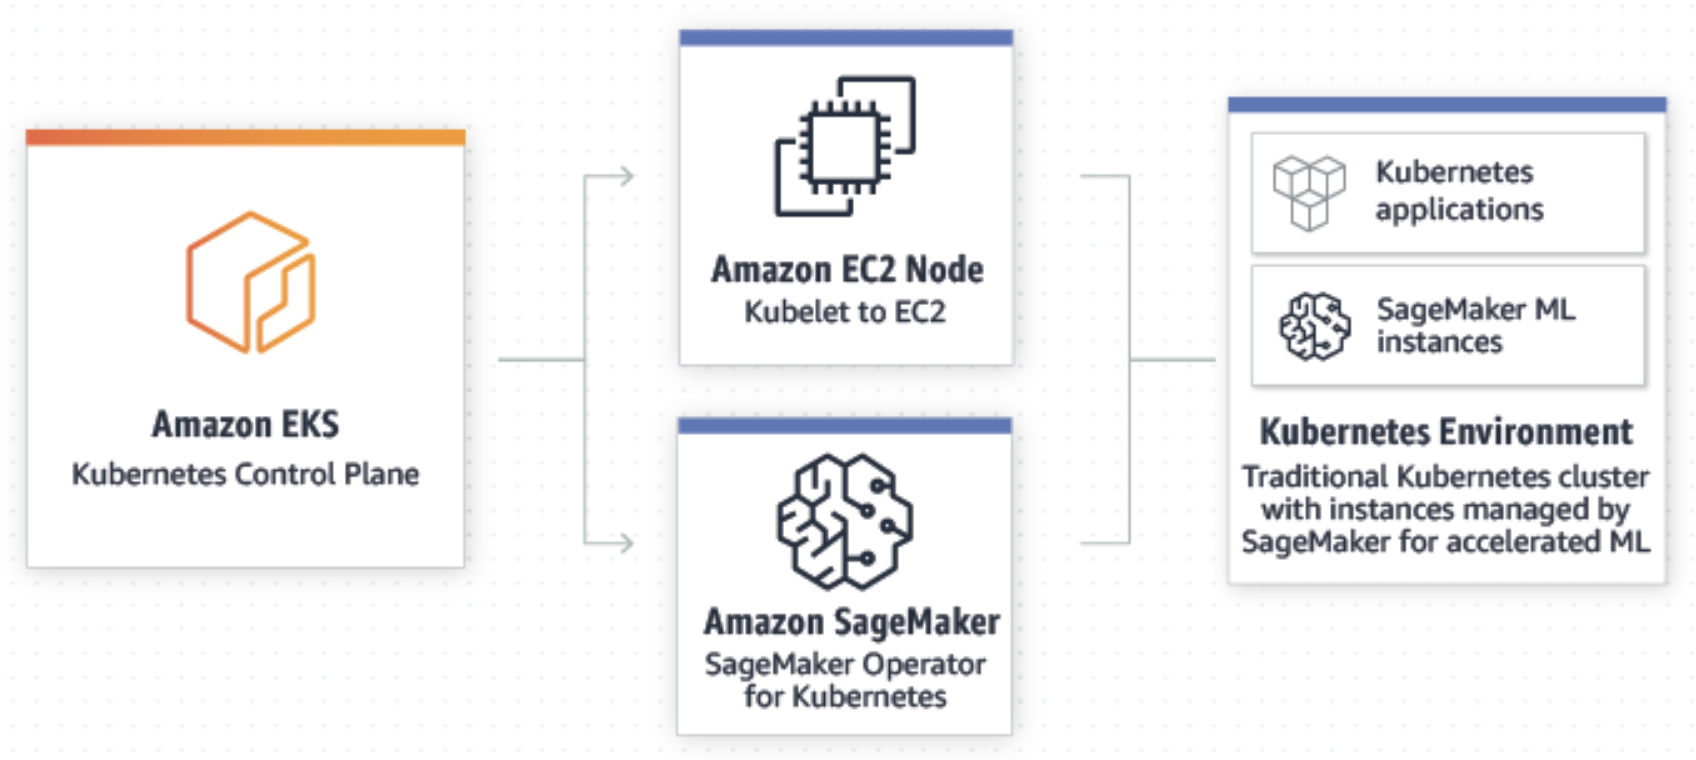 Amazon EKS
Kubernetes Control Plane
Amazon EC2 Node
Kubelet to EC2
Amazon SageMaker
SageMaker Operator
for Kubernetes
Kubernetes
applications
SageMaker ML
instances
Kubernetes Environment
Traditional Kubernetes cluster
with instances managed by
SageMaker for accelerated ML